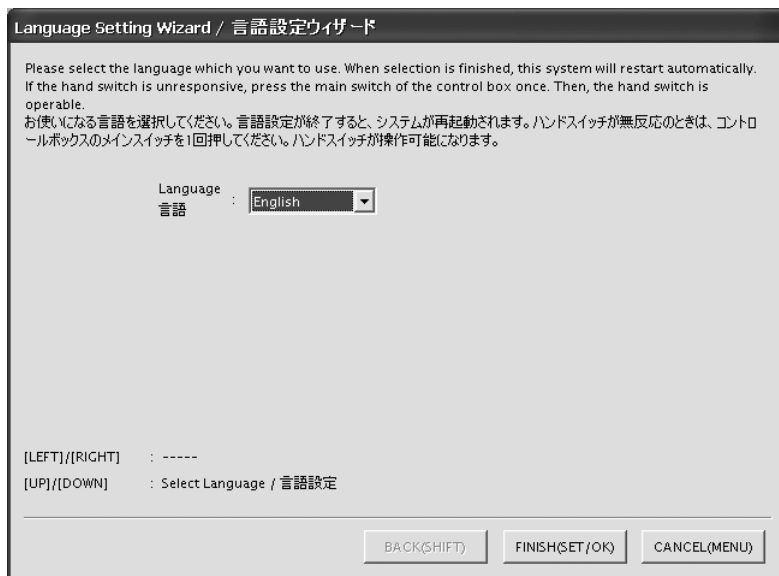 Language Setting Wizard / 言語設定ウィザード
Please select the language which you want to use. When selection is finished, this system will restart automatically.
If the hand switch is unresponsive, press the main switch of the control box once. Then, the hand switch is
operable.
お使いになる言語を選択してください。言語設定が終了すると、システムが再起動されます。ハンドスイッチが無反応のときは、コントロ
ールボックスのメインスイッチを1回押してください。ハンドスイッチが操作可能になります。
Language
言語 : English
[LEFT]/[RIGHT] : -----
[UP]/[DOWN] : Select Language / 言語設定
BACK(SHIFT) FINISH(SET/OK) CANCEL(MENU)